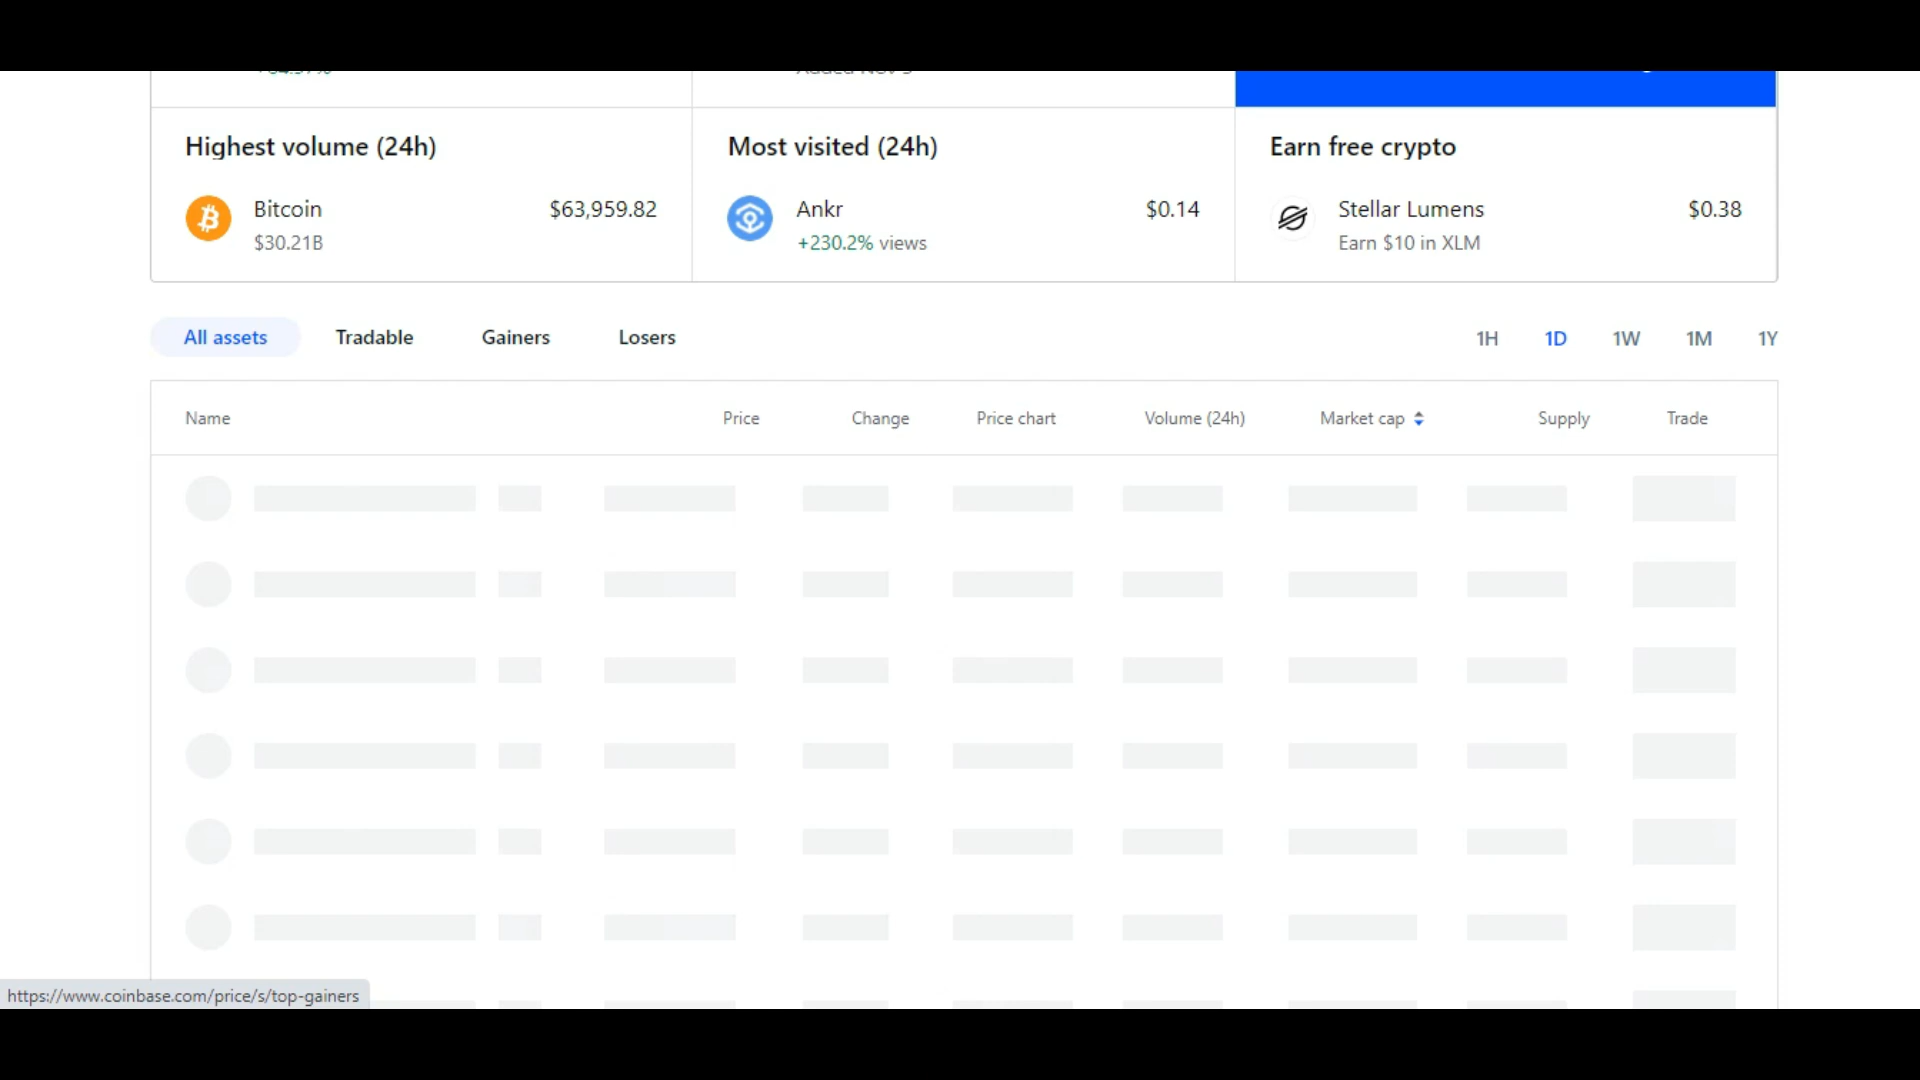 Highest volume (24h)
Most visited (24h)
Earn free crypto
Bitcoin
$63,959.82
$30.21B
Ankr
$0.14
+230.2% views
Stellar Lumens
$0.38
Earn $10 in XLM
All assets
Tradable
Gainers
Losers
1H
1D
1W
1M
1Y
Name
Price
Change
Price chart
Volume (24h)
Market cap
Supply
Trade
https://www.coinbase.com/price/s/top-gainers